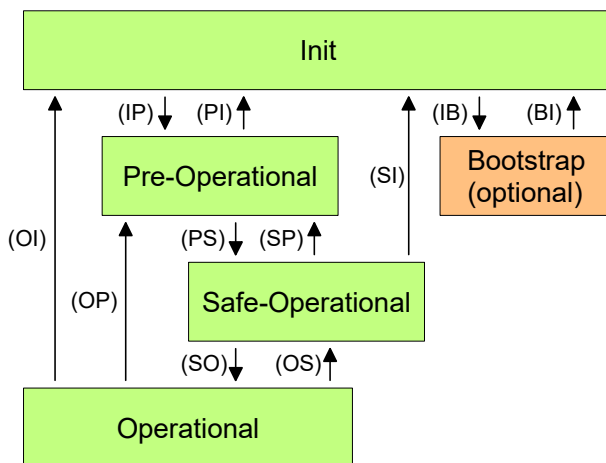 Init
(IP) (PI) (IB) (BI)
Pre-Operational
(SI)
Bootstrap
(optional)
(OI)
(PS) (SP)
(OP)
Safe-Operational
(SO) (OS)
Operational